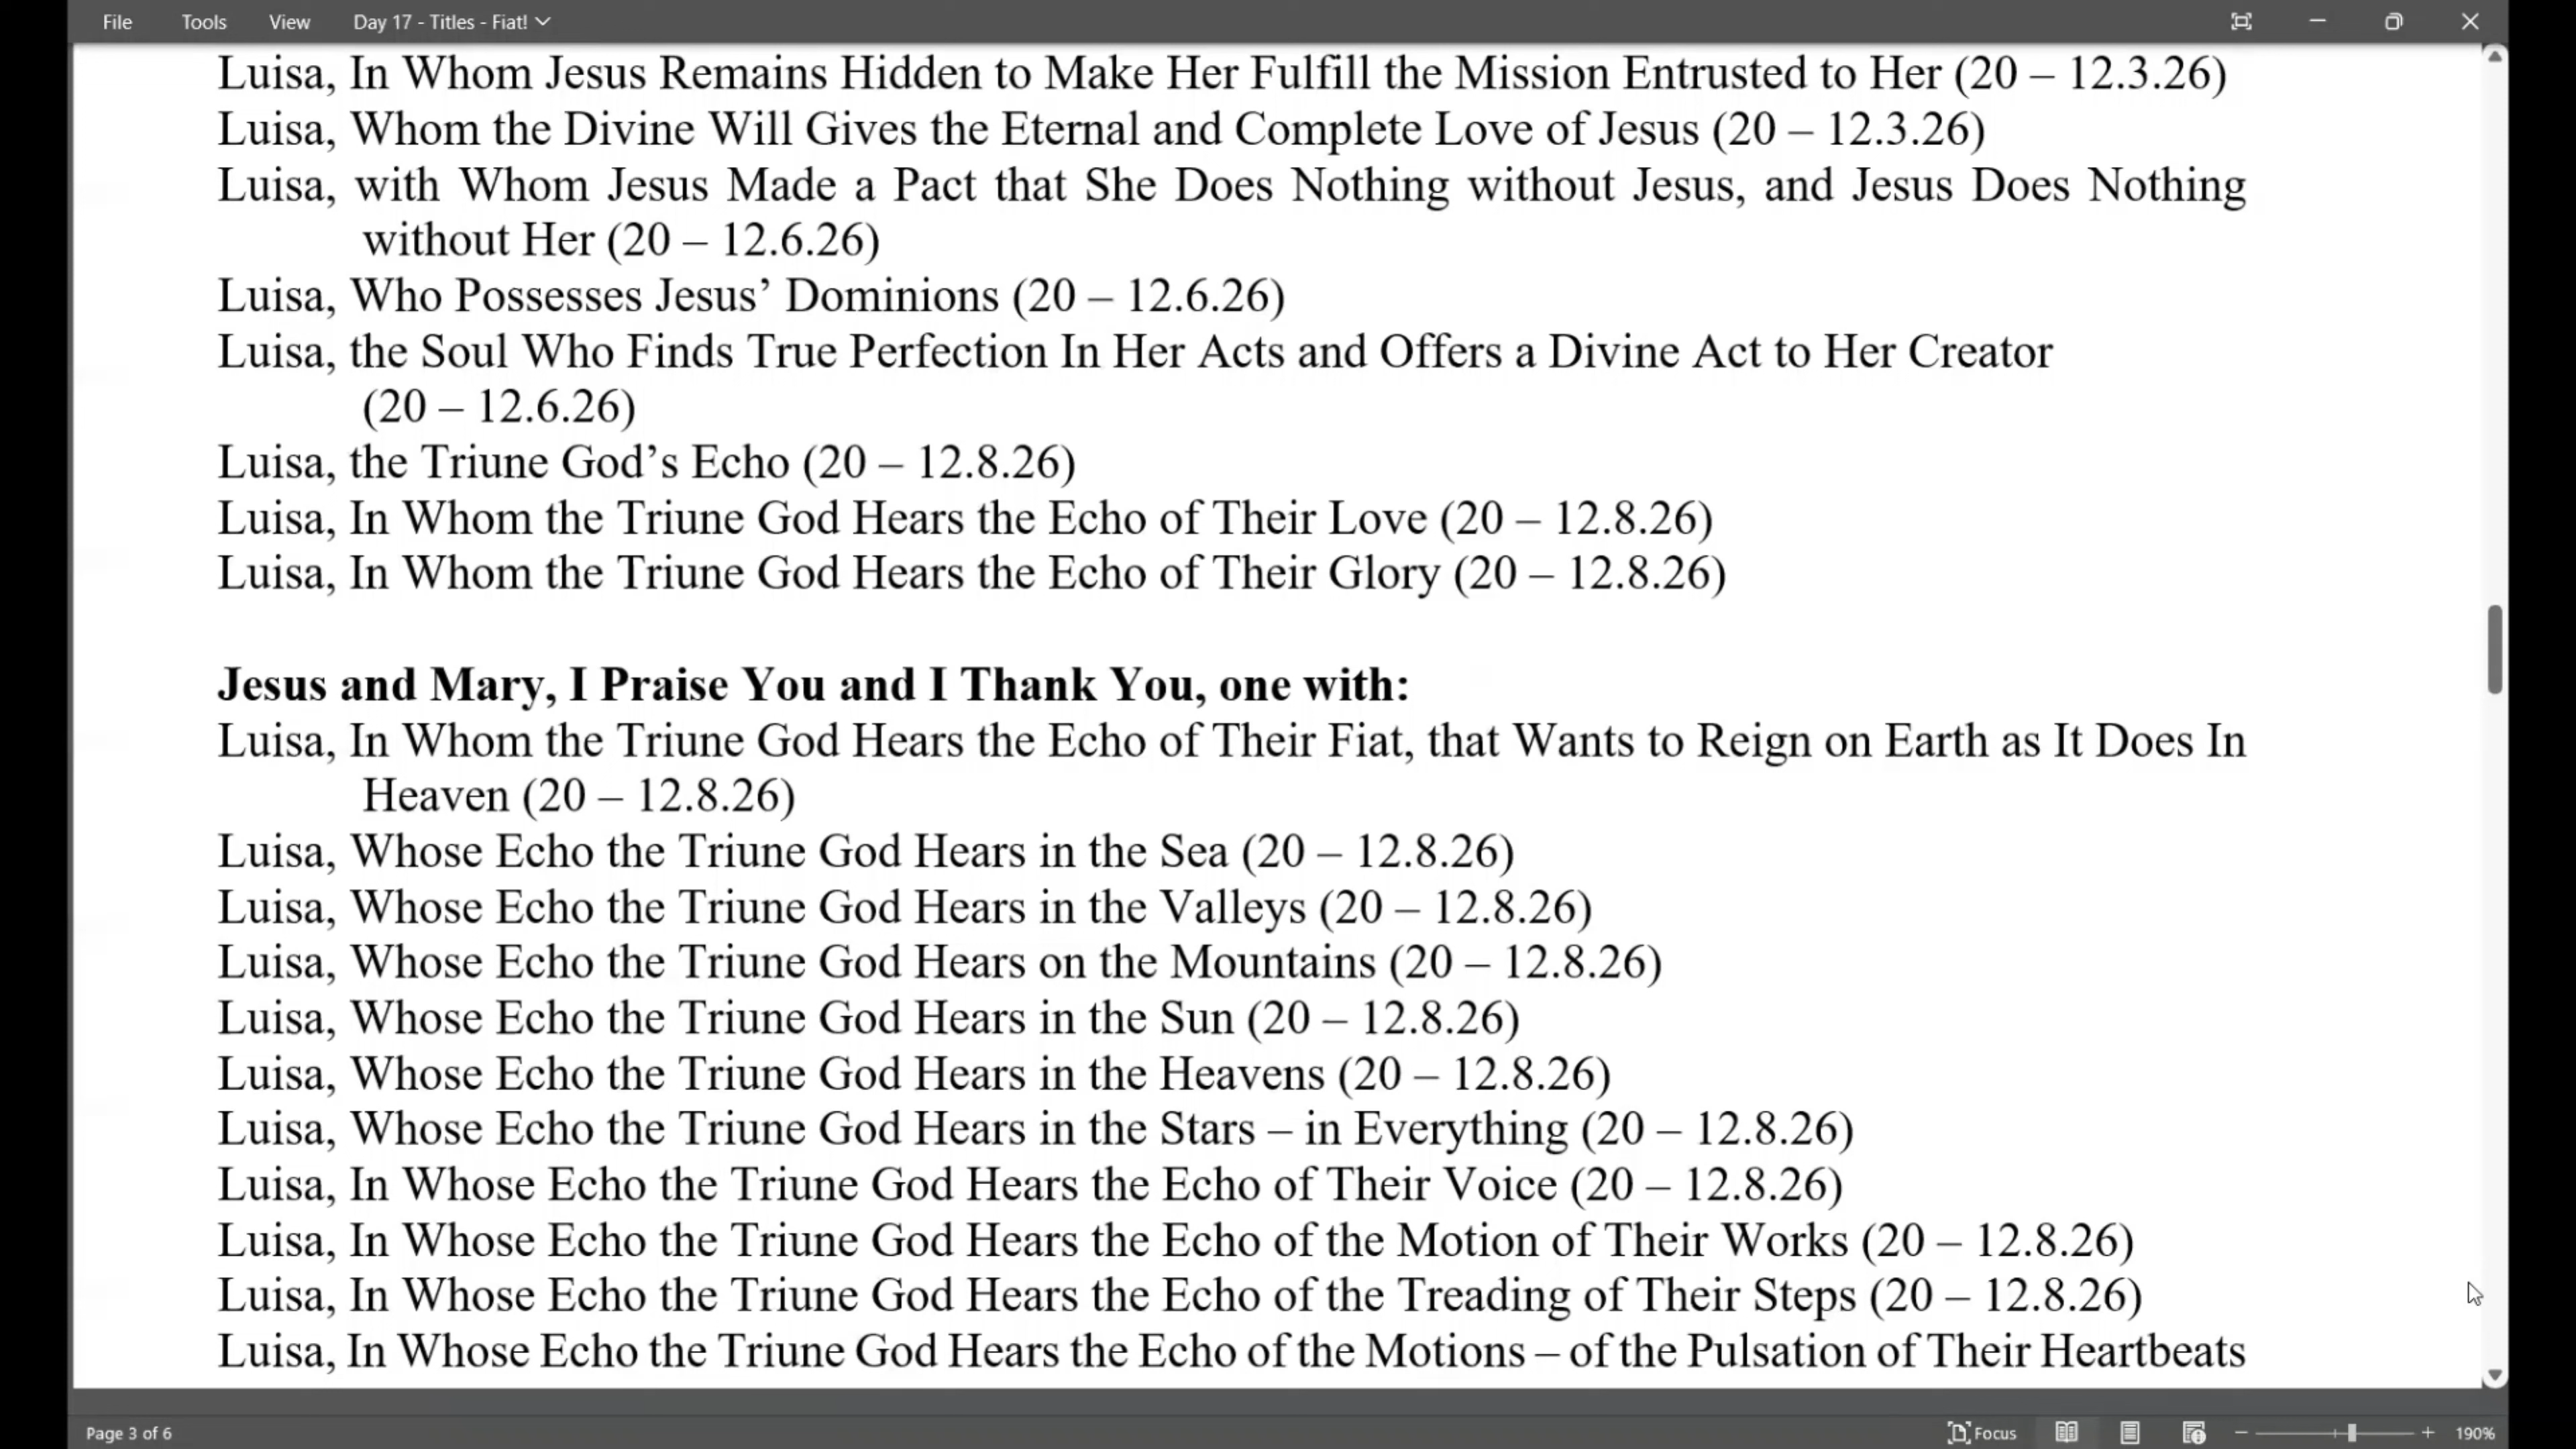 File Tools View Day 17 - Titles - Fiat!
Luisa, In Whom Jesus Remains Hidden to Make Her Fulfill the Mission Entrusted to Her (20 – 12.3.26)
Luisa, Whom the Divine Will Gives the Eternal and Complete Love of Jesus (20 – 12.3.26)
Luisa, with Whom Jesus Made a Pact that She Does Nothing without Jesus, and Jesus Does Nothing
without Her (20 – 12.6.26)
Luisa, Who Possesses Jesus’ Dominions (20 – 12.6.26)
Luisa, the Soul Who Finds True Perfection In Her Acts and Offers a Divine Act to Her Creator
(20 – 12.6.26)
Luisa, the Triune God’s Echo (20 – 12.8.26)
Luisa, In Whom the Triune God Hears the Echo of Their Love (20 – 12.8.26)
Luisa, In Whom the Triune God Hears the Echo of Their Glory (20 – 12.8.26)
Jesus and Mary, I Praise You and I Thank You, one with:
Luisa, In Whom the Triune God Hears the Echo of Their Fiat, that Wants to Reign on Earth as It Does In
Heaven (20 – 12.8.26)
Luisa, Whose Echo the Triune God Hears in the Sea (20 – 12.8.26)
Luisa, Whose Echo the Triune God Hears in the Valleys (20 – 12.8.26)
Luisa, Whose Echo the Triune God Hears on the Mountains (20 – 12.8.26)
Luisa, Whose Echo the Triune God Hears in the Sun (20 – 12.8.26)
Luisa, Whose Echo the Triune God Hears in the Heavens (20 – 12.8.26)
Luisa, Whose Echo the Triune God Hears in the Stars – in Everything (20 – 12.8.26)
Luisa, In Whose Echo the Triune God Hears the Echo of Their Voice (20 – 12.8.26)
Luisa, In Whose Echo the Triune God Hears the Echo of the Motion of Their Works (20 – 12.8.26)
Luisa, In Whose Echo the Triune God Hears the Echo of the Treading of Their Steps (20 – 12.8.26)
Luisa, In Whose Echo the Triune God Hears the Echo of the Motions – of the Pulsation of Their Heartbeats
Page 3 of 6 Focus 190%